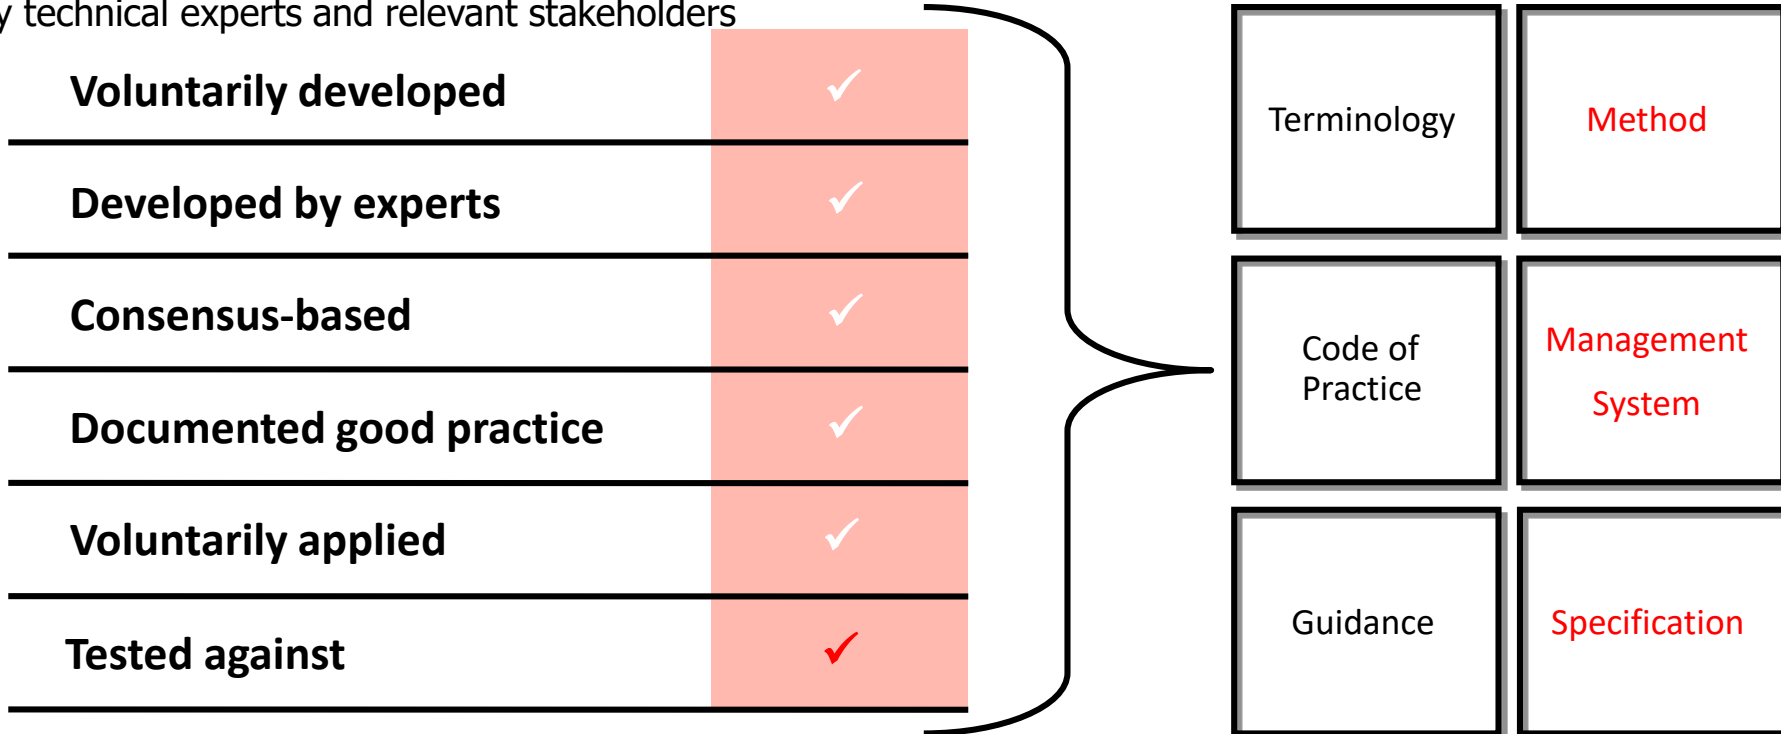 technical experts and relevant stakeholders
Voluntarily developed ✓
Developed by experts ✓
Consensus-based ✓
Documented good practice ✓
Voluntarily applied ✓
Tested against ✓
Terminology
Method
Code of
Practice
Management
System
Guidance
Specification